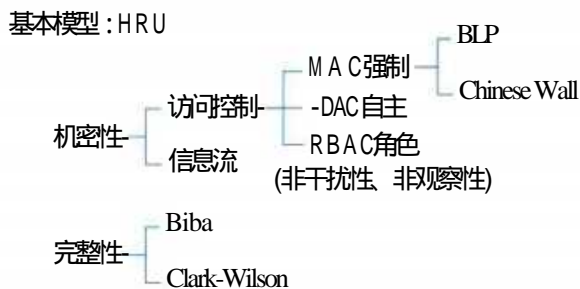 基本模型:HRU
BLP
MAC强制
Chinese Wall
访问控制-
-DAC自主
机密性-
RBAC角色
信息流
(非干扰性、非观察性)
Biba
完整性-
Clark-Wilson